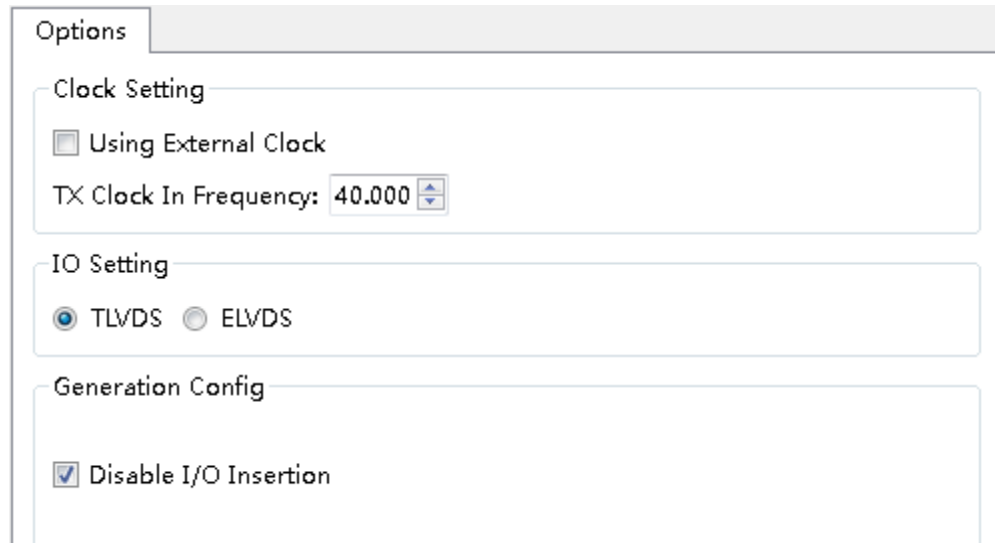 Options
Clock Setting
Using External Clock
TX Clock In Frequency: 40.000
IO Setting
TLVDS ELVDS
Generation Config
Disable I/O Insertion